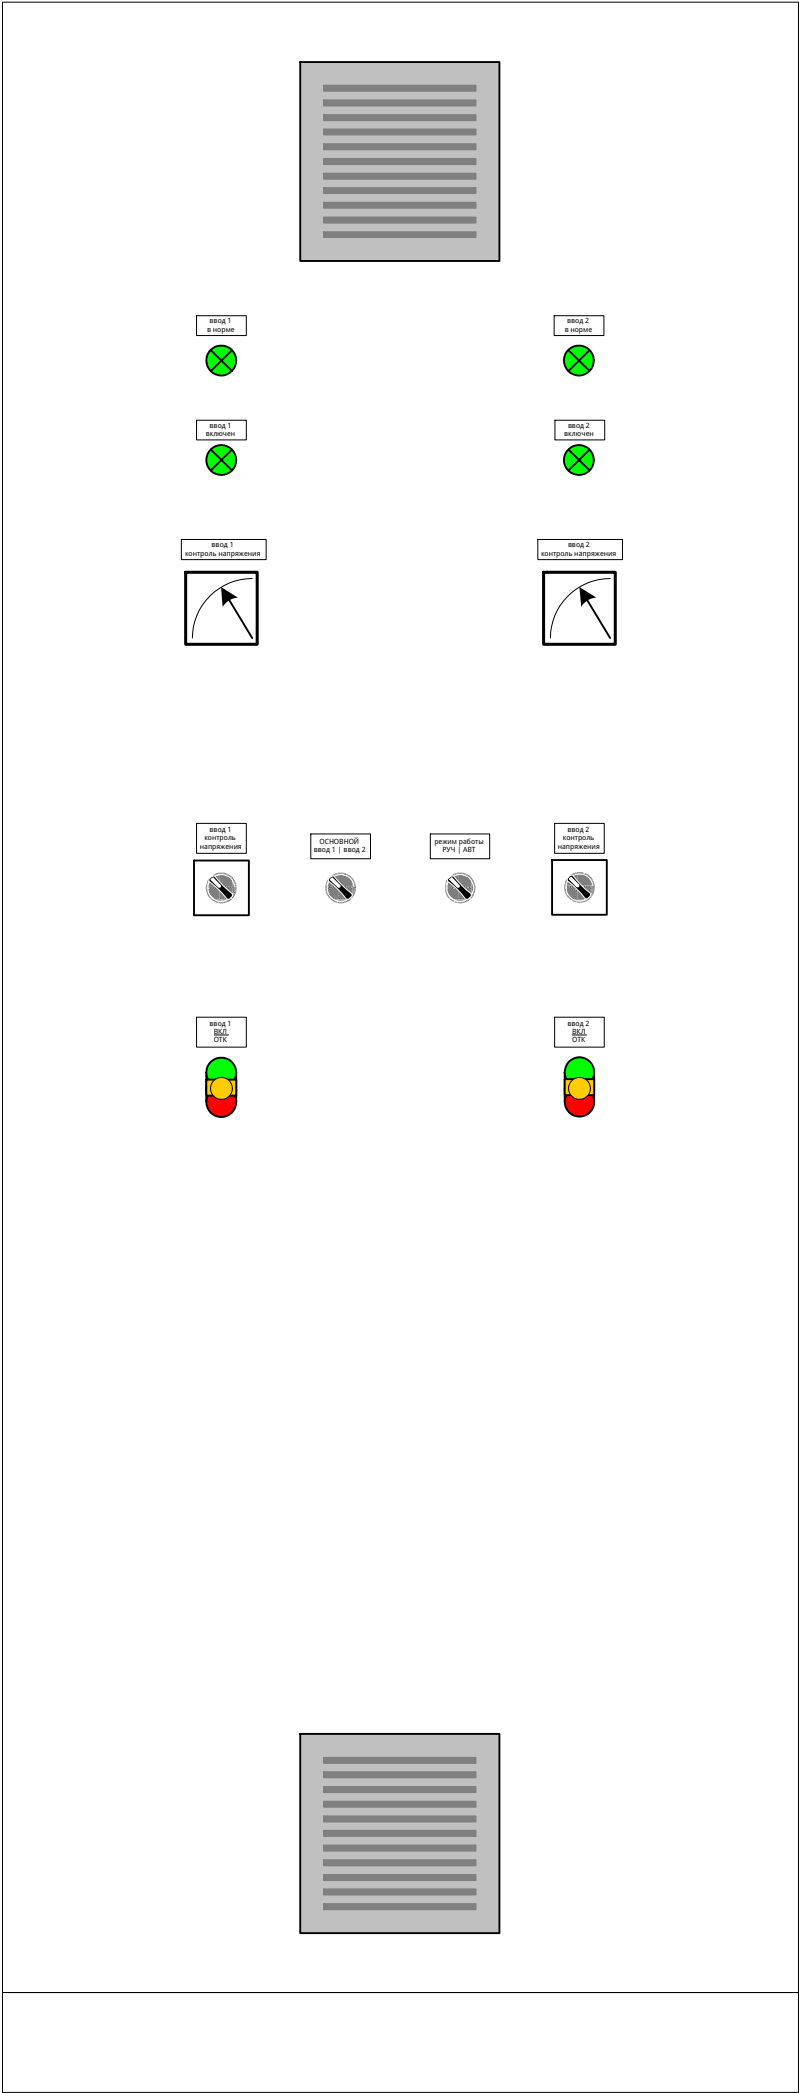 ввод 1
в норме
ввод 2
в норме
ввод 1
включен
ввод 2
включен
ввод 1
контроль напряжения
ввод 2
контроль напряжения
ввод 1
контроль
напряжения
ОСНОВНОЙ
ввод 1 | ввод 2
режим работы
РУЧ | АВТ
ввод 2
контроль
напряжения
ввод 1
ВКЛ
ОТК
ввод 2
ВКЛ
ОТК